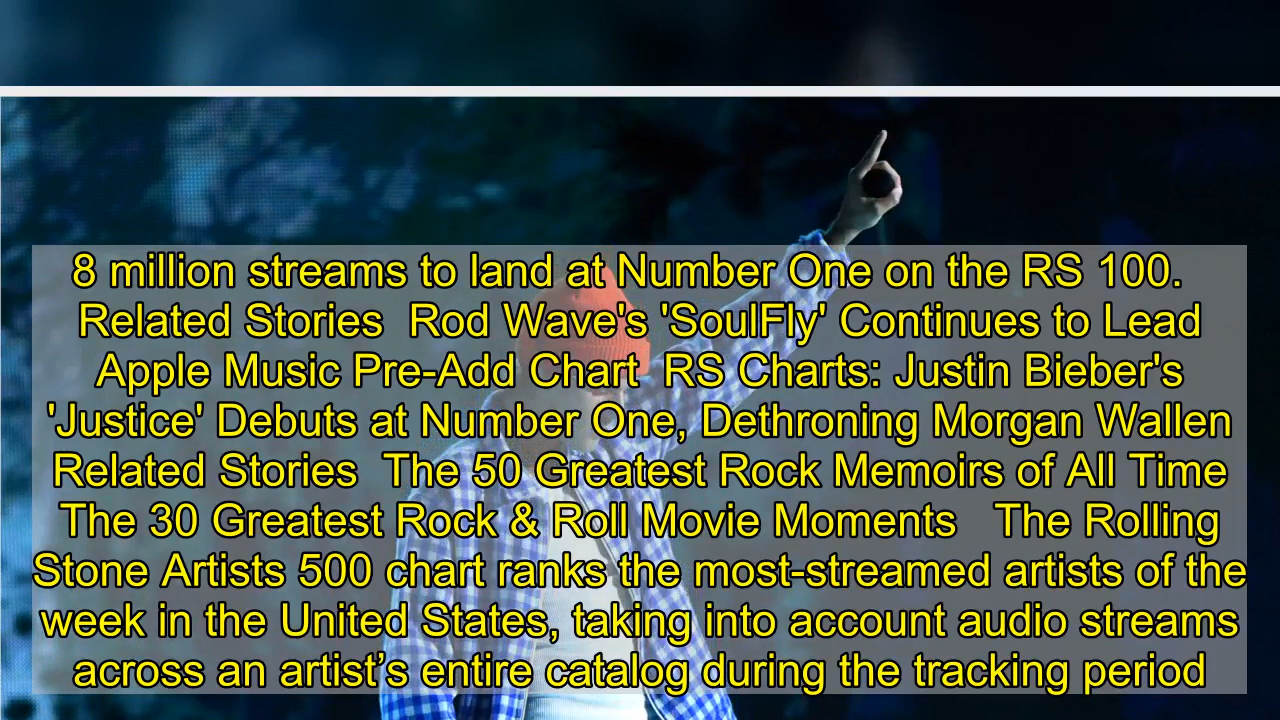 8 million streams to land at Number One on the RS 100.
Related Stories  Rod Wave's 'SoulFly' Continues to Lead
Apple Music Pre-Add Chart  RS Charts: Justin Bieber's
'Justice' Debuts at Number One, Dethroning Morgan Wallen
Related Stories  The 50 Greatest Rock Memoirs of All Time
The 30 Greatest Rock & Roll Movie Moments   The Rolling
Stone Artists 500 chart ranks the most-streamed artists of the
week in the United States, taking into account audio streams
across an artist’s entire catalog during the tracking period